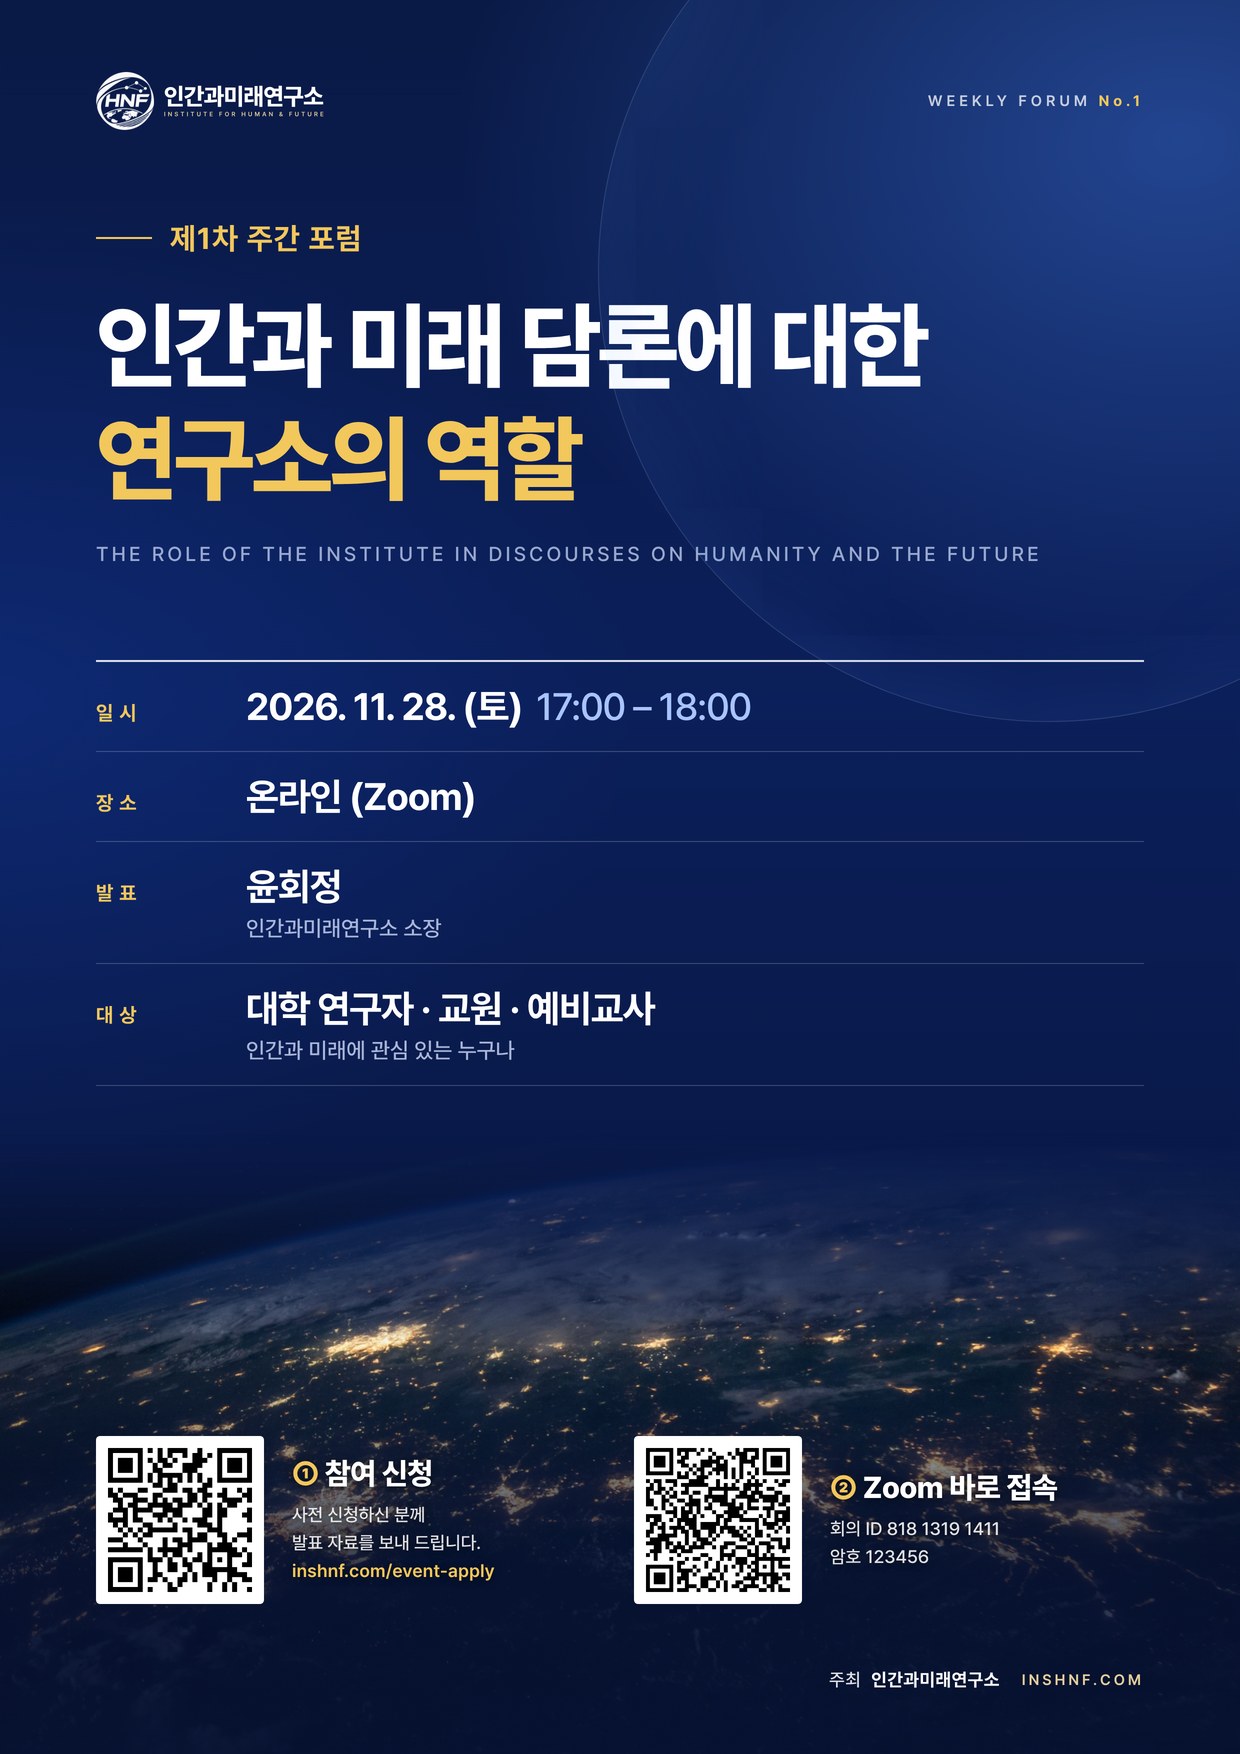 HNF
인간과미래연구소
INSTITUTE FOR HUMAN & FUTURE
WEEKLY FORUM No.1
제1차 주간 포럼
인간과 미래 담론에 대한
연구소의 역할
THE ROLE OF THE INSTITUTE IN DISCOURSES ON HUMANITY AND THE FUTURE
일시
2026. 11. 28. (토) 17:00 – 18:00
장소
온라인 (Zoom)
발표
윤회정
인간과미래연구소 소장
대상
대학 연구자 · 교원 · 예비교사
인간과 미래에 관심 있는 누구나
① 참여 신청
사전 신청하신 분께
발표 자료를 보내 드립니다.
inshnf.com/event-apply
② Zoom 바로 접속
회의 ID 818 1319 1411
암호 123456
주최 인간과미래연구소 INSHNF.COM